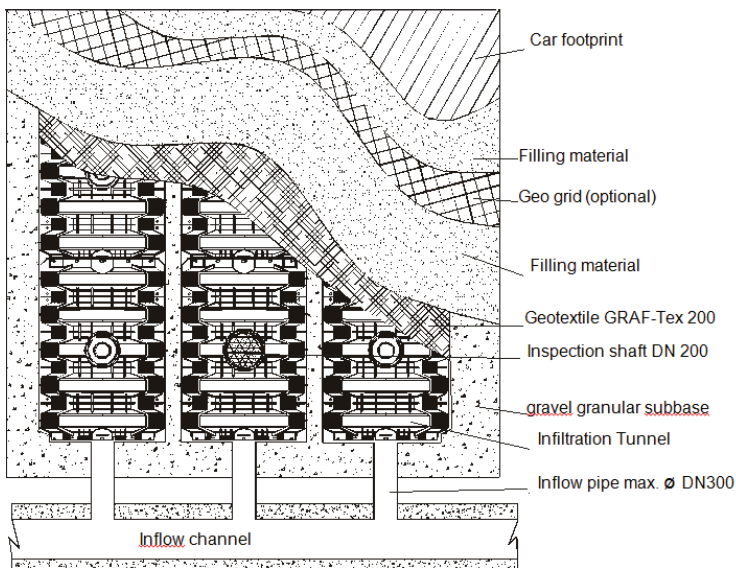 Car footprint
Filling material
Geo grid (optional)
Filling material
Geotextile GRAF-Tex 200
Inspection shaft DN 200
gravel granular subbase
Infiltration Tunnel
Inflow pipe max. ø DN300
Inflow channel